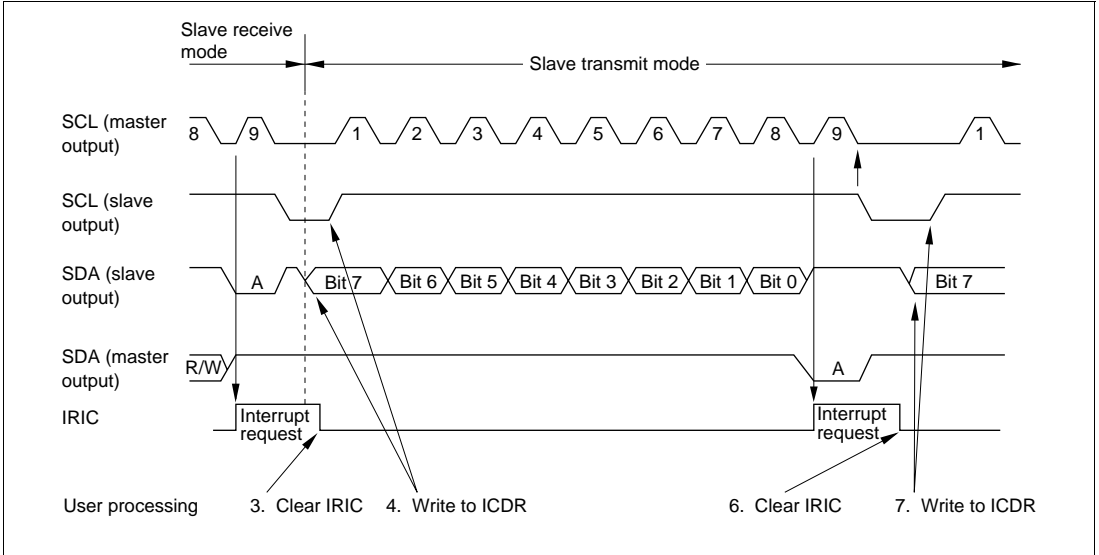 Slave receive
mode
Slave transmit mode
SCL (master
output)
8 9 1 2 3 4 5 6 7 8 9 1
SCL (slave
output)
SDA (slave
output)
A Bit 7 Bit 6 Bit 5 Bit 4 Bit 3 Bit 2 Bit 1 Bit 0 Bit 7
SDA (master
output)
R/W A
IRIC
Interrupt
request
Interrupt
request
User processing 3. Clear IRIC 4. Write to ICDR 6. Clear IRIC 7. Write to ICDR